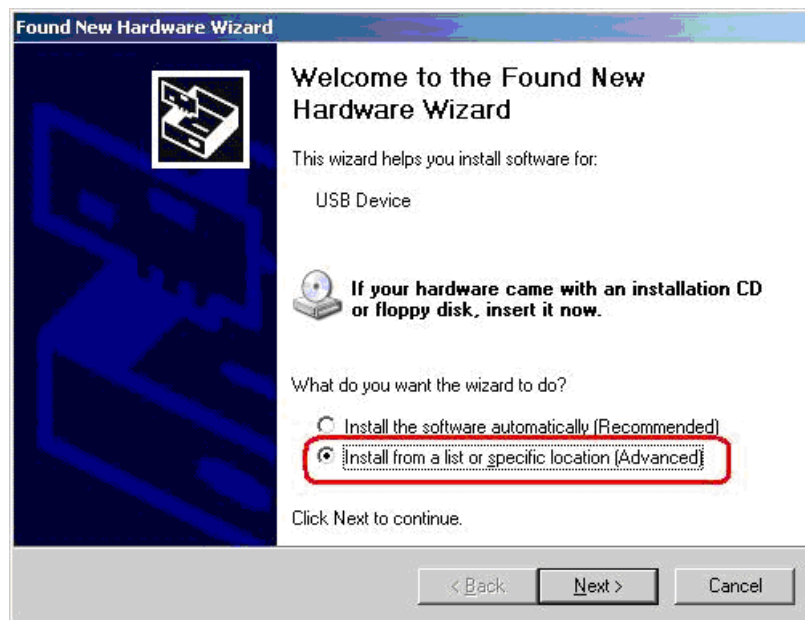 Found New Hardware Wizard
Welcome to the Found New
Hardware Wizard
This wizard helps you install software for:
USB Device
If your hardware came with an installation CD
or floppy disk, insert it now.
What do you want the wizard to do?
Install the software automatically (Recommended)
Install from a list or specific location (Advanced)
Click Next to continue.
< Back
Next >
Cancel